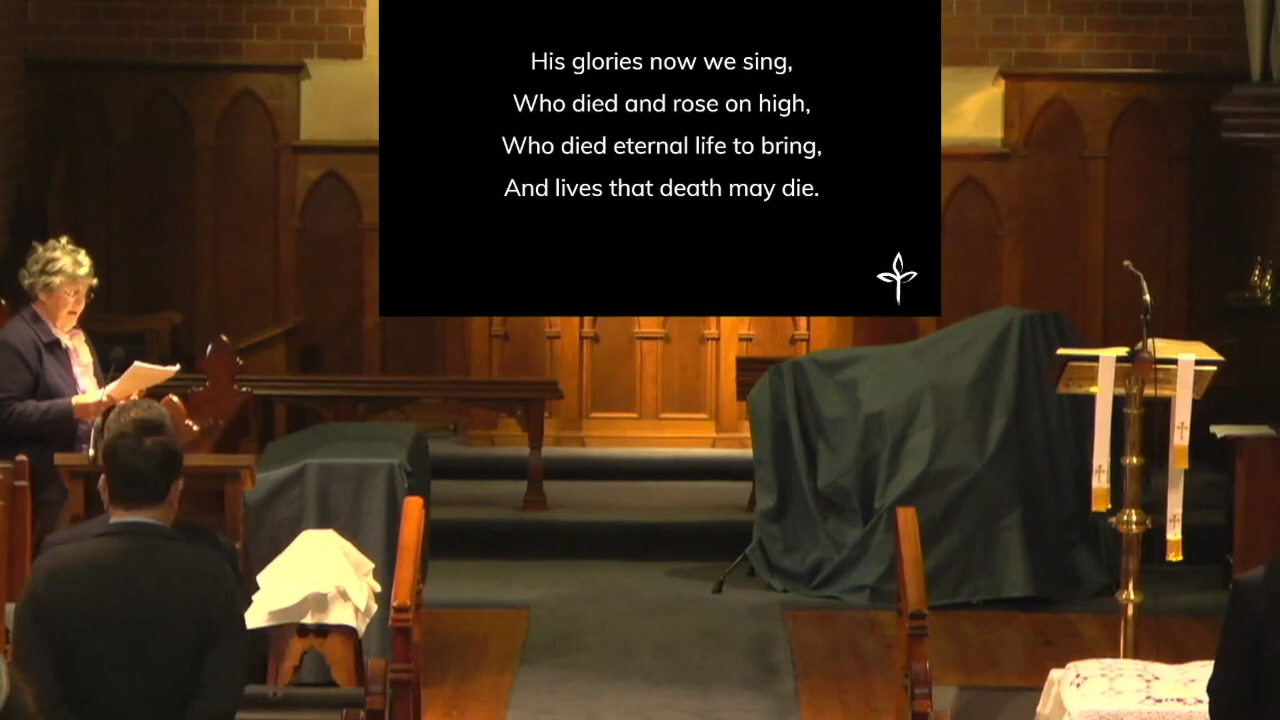 His glories now we sing,
Who died and rose on high,
Who died eternal life to bring,
And lives that death may die.